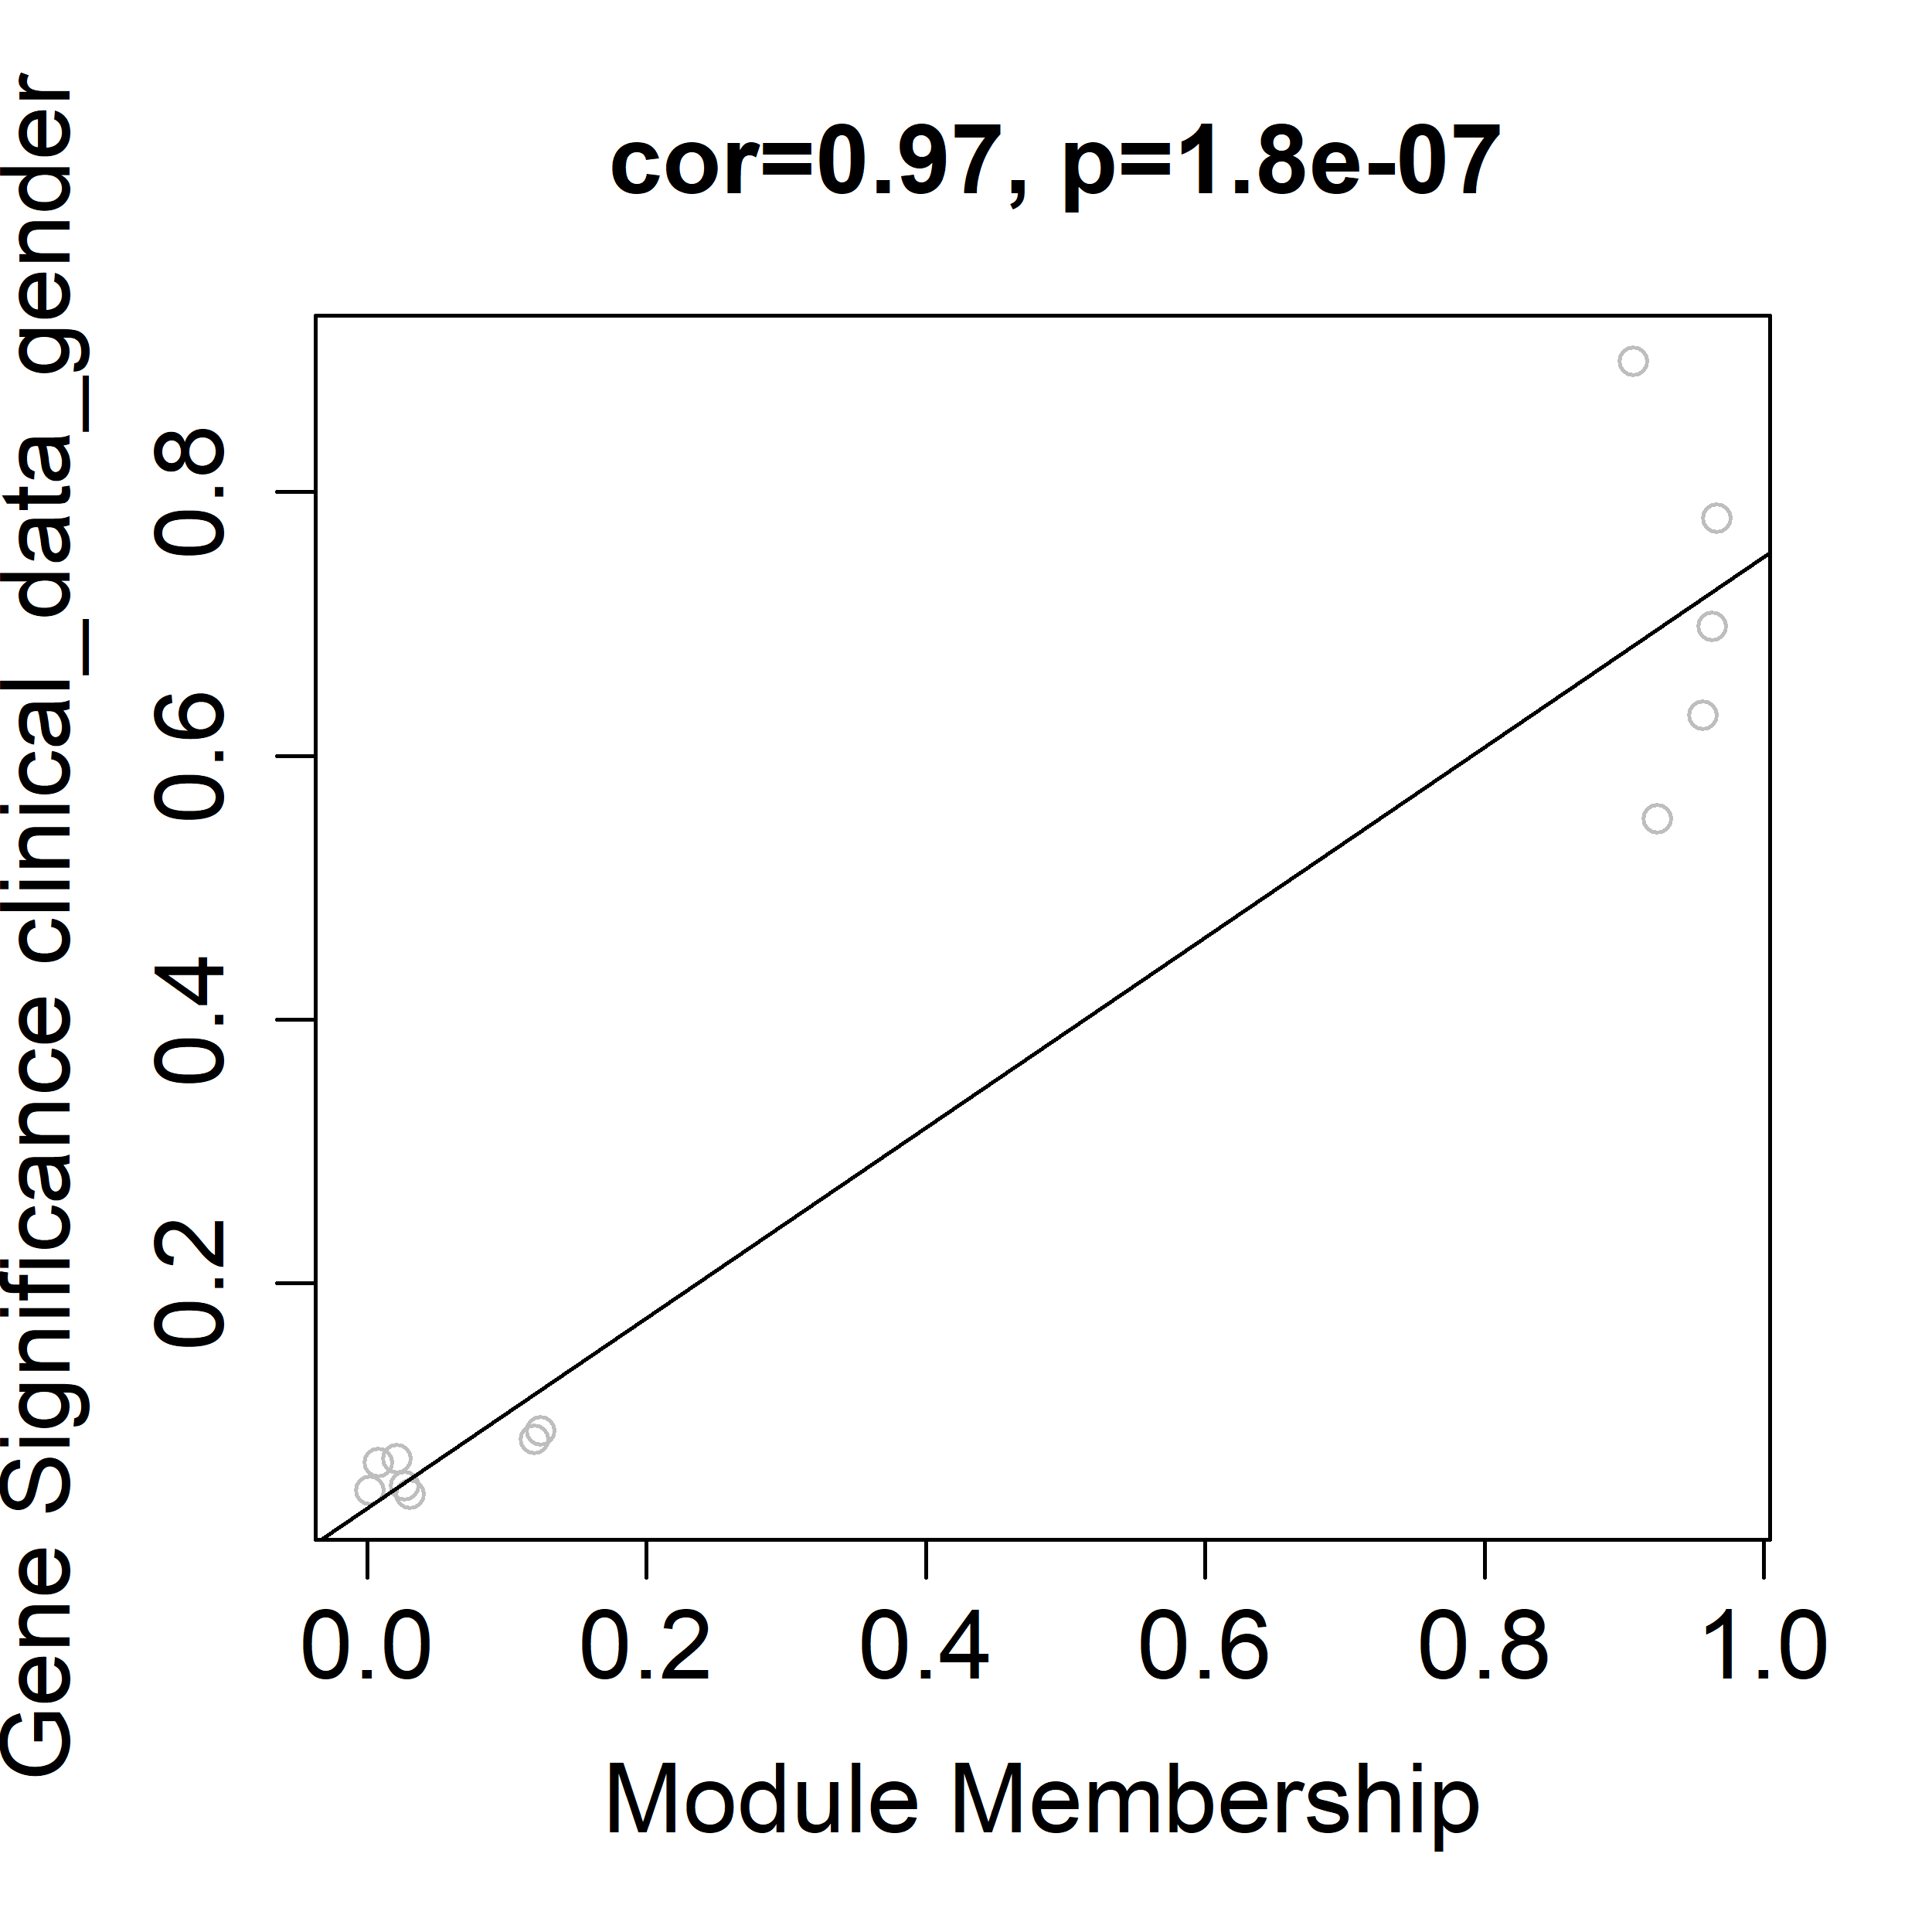 cor=0.97, p=1.8e-07
Gene Significance clinical_data_gender
0.8
0.6
0.4
0.2
0.0 0.2 0.4 0.6 0.8 1.0
Module Membership